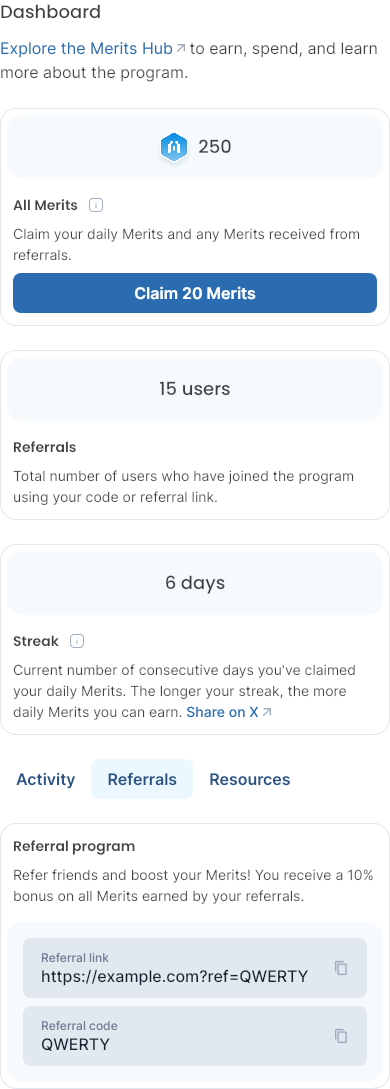 Dashboard
Explore the Merits Hub to earn, spend, and learn
more about the program.
250
All Merits
Claim your daily Merits and any Merits received from
referrals.
Claim 20 Merits
15 users
Referrals
Total number of users who have joined the program
using your code or referral link.
6 days
Streak
Current number of consecutive days you've claimed
your daily Merits. The longer your streak, the more
daily Merits you can earn. Share on X
Activity Referrals Resources
Referral program
Refer friends and boost your Merits! You receive a 10%
bonus on all Merits earned by your referrals.
Referral link
https://example.com?ref=QWERTY
Referral code
QWERTY